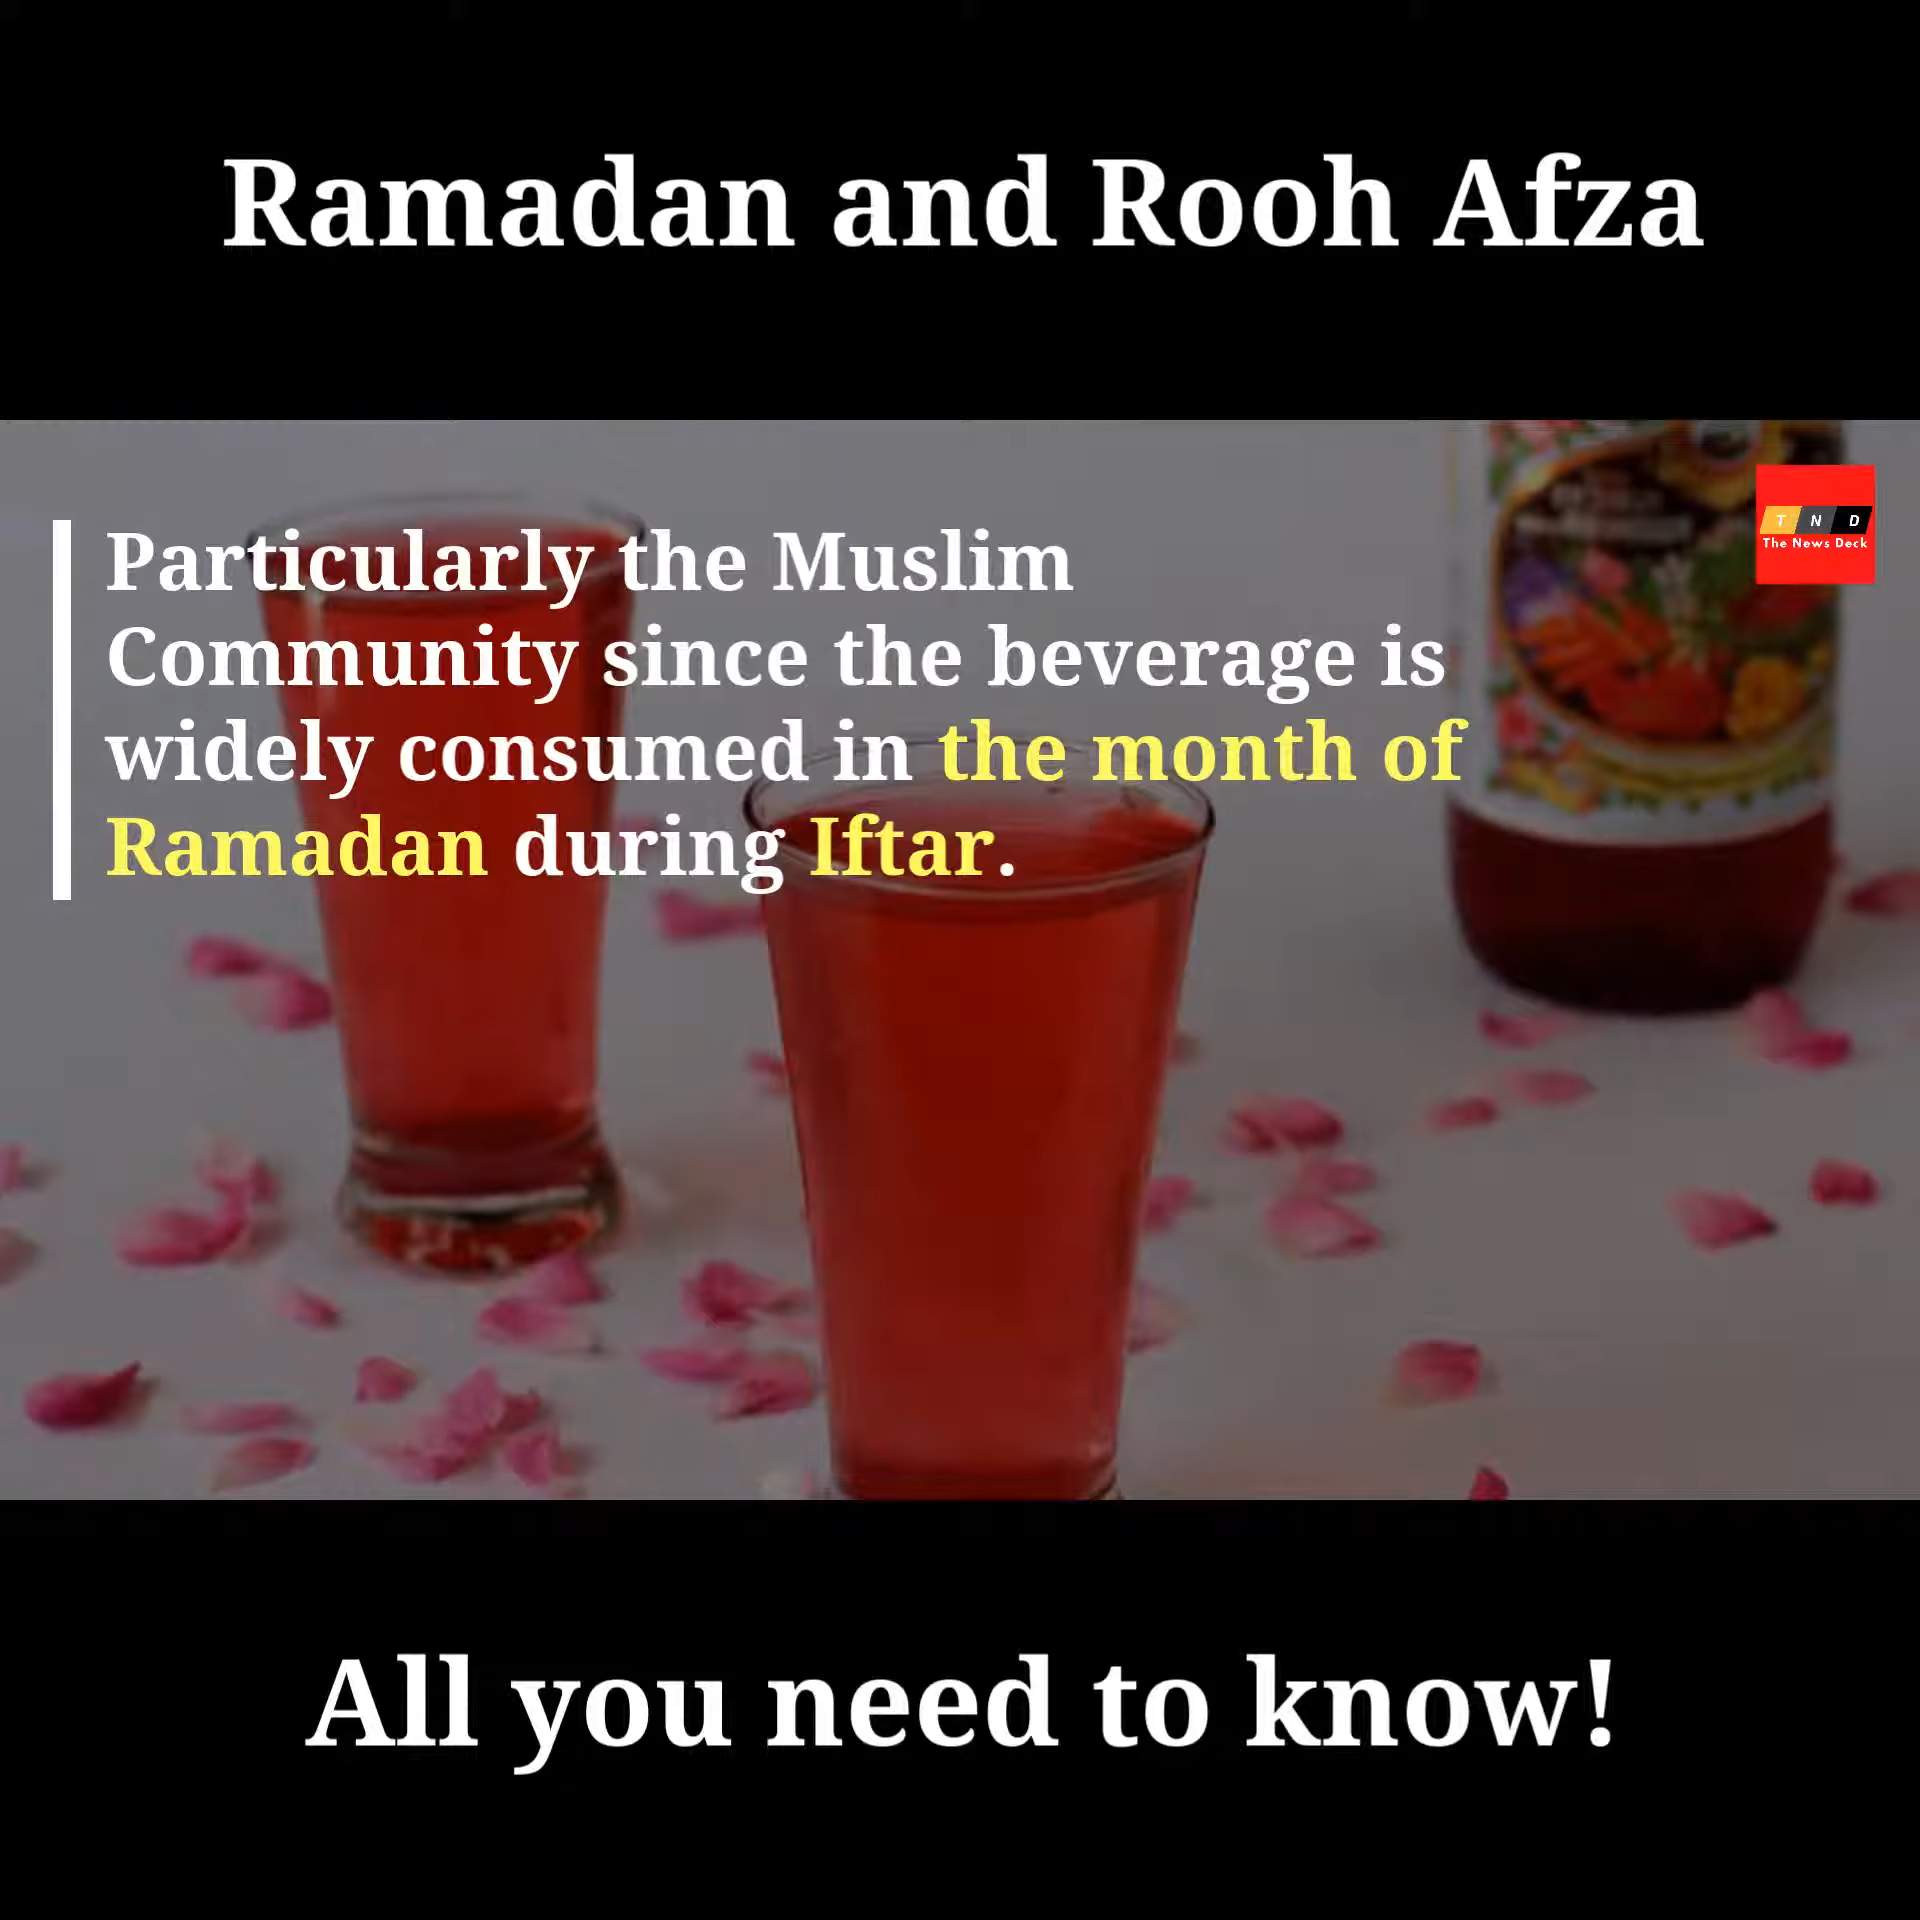 Ramadan and Rooh Afza
T N D
The News Deck
Particularly the Muslim
Community since the beverage is
widely consumed in the month of
Ramadan during Iftar.
All you need to know!